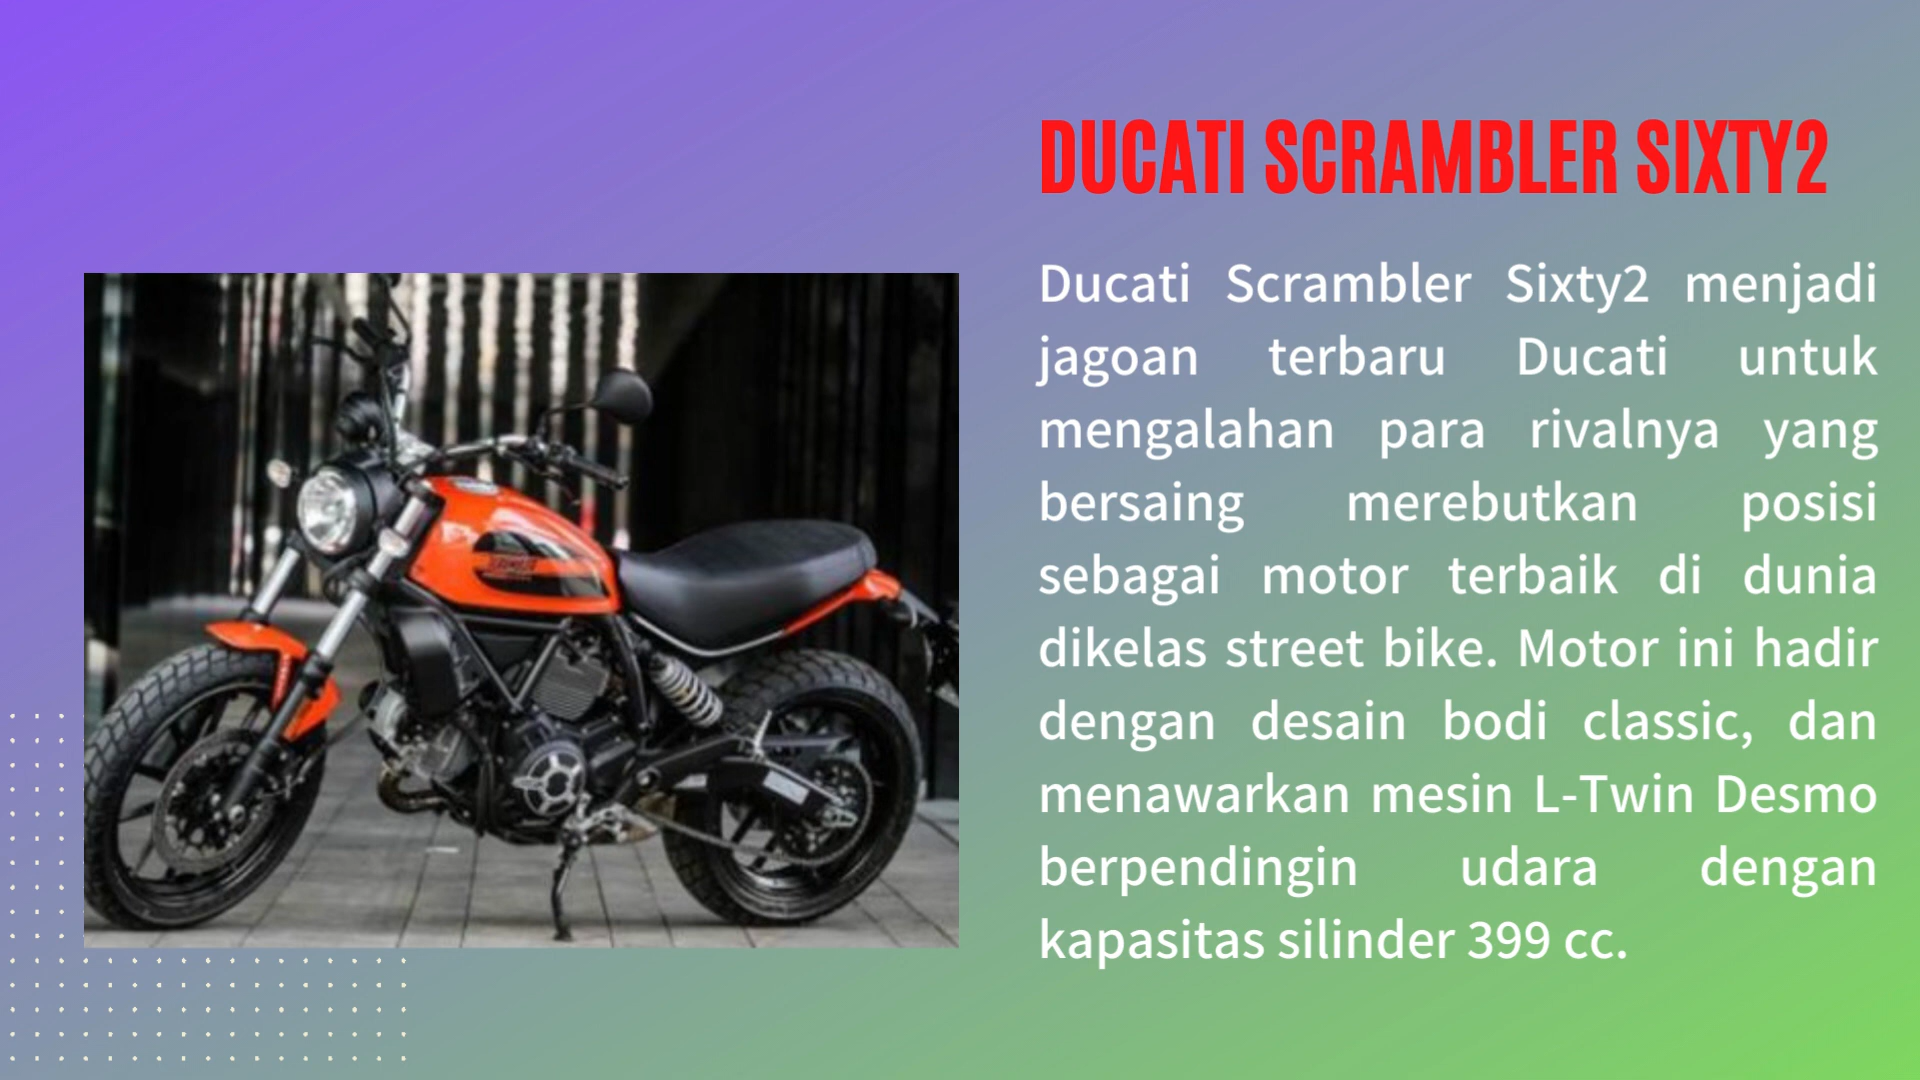 DUCATI SCRAMBLER SIXTY2
Ducati Scrambler Sixty2 menjadi
jagoan terbaru Ducati untuk
mengalahan para rivalnya yang
bersaing merebutkan posisi
sebagai motor terbaik di dunia
dikelas street bike. Motor ini hadir
dengan desain bodi classic, dan
menawarkan mesin L-Twin Desmo
berpendingin udara dengan
kapasitas silinder 399 cc.